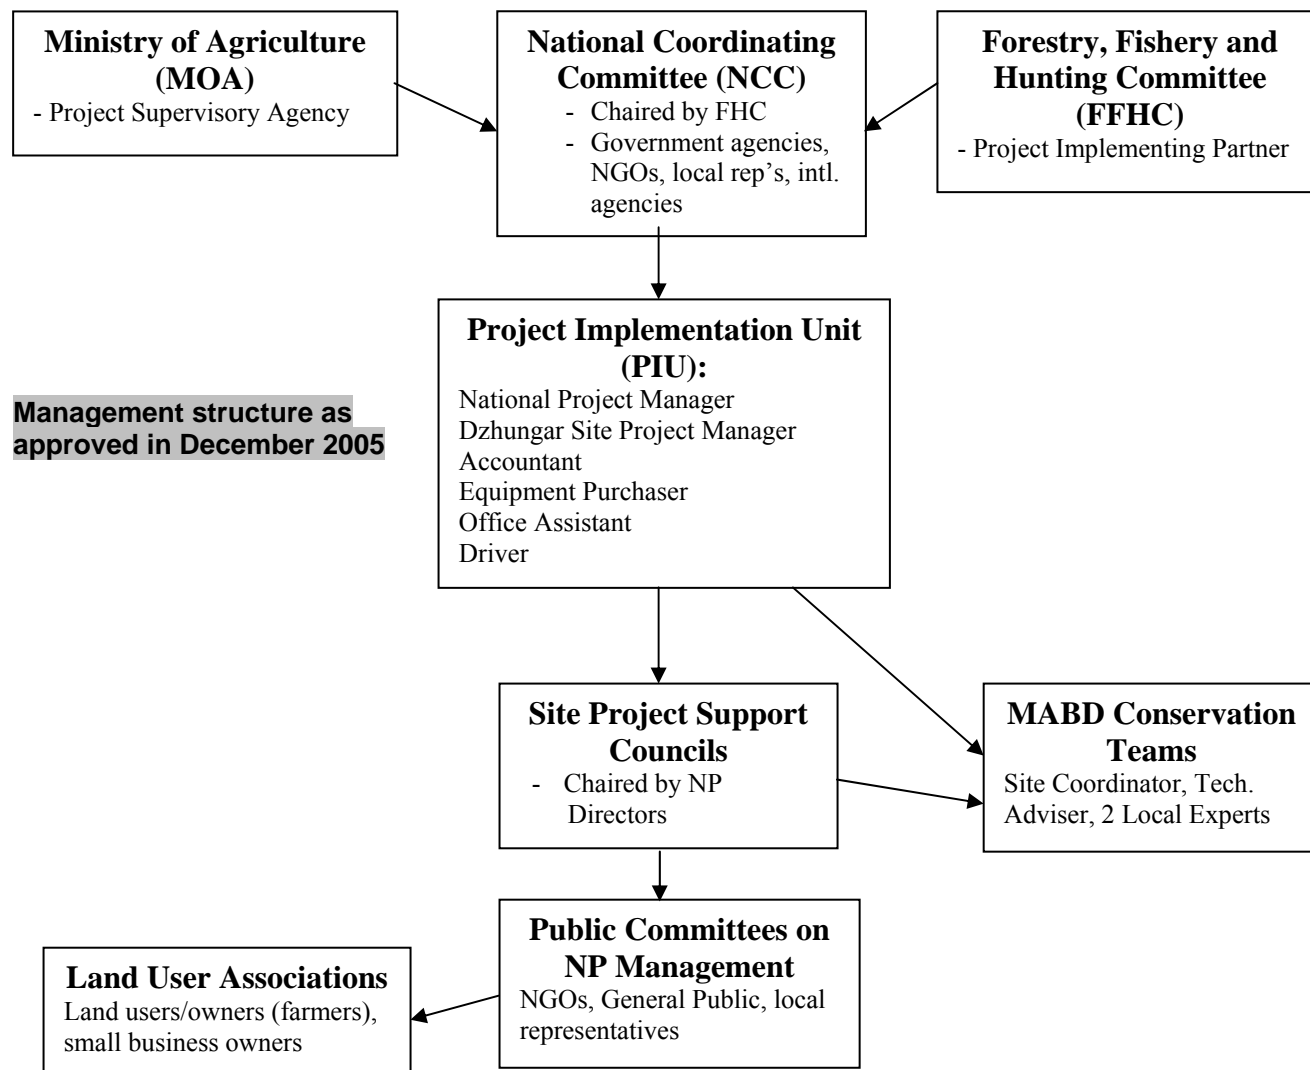 Ministry of Agriculture
(MOA)
- Project Supervisory Agency
National Coordinating
Committee (NCC)
- Chaired by FHC
- Government agencies,
NGOs, local rep’s, intl.
agencies
Forestry, Fishery and
Hunting Committee
(FFHC)
- Project Implementing Partner
Project Implementation Unit
(PIU):
National Project Manager
Dzhungar Site Project Manager
Accountant
Equipment Purchaser
Office Assistant
Driver
Management structure as
approved in December 2005
Site Project Support
Councils
- Chaired by NP
Directors
MABD Conservation
Teams
Site Coordinator, Tech.
Adviser, 2 Local Experts
Public Committees on
NP Management
NGOs, General Public, local
representatives
Land User Associations
Land users/owners (farmers),
small business owners